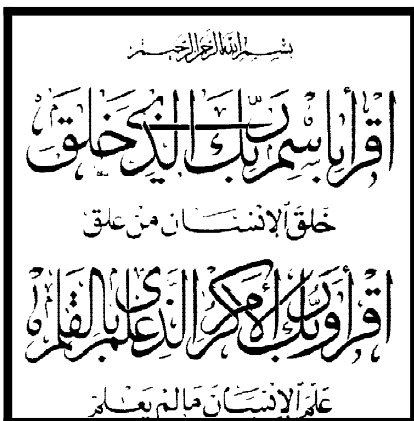 بسم الله الرحمن الرحيم
اقرأ باسم ربك الذي خلق
خلق الإنسان من علق
اقرأ وربك الأكرم الذي علم بالقلم
علم الإنسان ما لم يعلم